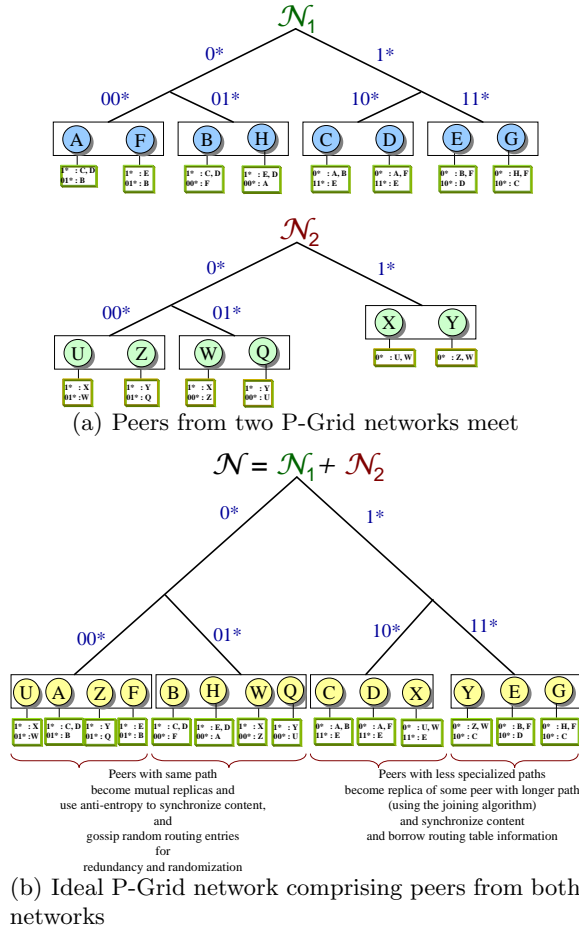 N1
0*
1*
00*
01*
10*
11*
A F B H C D E G
1* : C, D
01* : B
1* : E
01* : B
1* : C, D
00* : F
1* : E, D
00* : A
0* : A, B
11* : E
0* : A, F
11* : E
0* : B, F
10* : D
0* : H, F
10* : C
N2
0*
1*
00*
01*
X Y
U Z W Q
0* : U, W
0* : Z, W
1* : X
01* :W
1* : Y
01* : Q
1* : X
00* : Z
1* : Y
00* : U
(a) Peers from two P-Grid networks meet
N = N1 + N2
0*
1*
00*
01*
10*
11*
U A Z F B H W Q C D X Y E G
1* : X
01* :W
1* : C, D
01* : B
1* : Y
01* : Q
1* : E
01* : B
1* : C, D
00* : F
1* : E, D
00* : A
1* : X
00* : Z
1* : Y
00* : U
0* : A, B
11* : E
0* : A, F
11* : E
0* : U, W
11* : E
0* : Z, W
10* : C
0* : B, F
10* : D
0* : H, F
10* : C
Peers with same path
become mutual replicas and
use anti-entropy to synchronize content,
and
gossip random routing entries
for
redundancy and randomization
Peers with less specialized paths
become replica of some peer with longer path
(using the joining algorithm)
and synchronize content
and borrow routing table information
(b) Ideal P-Grid network comprising peers from both
networks